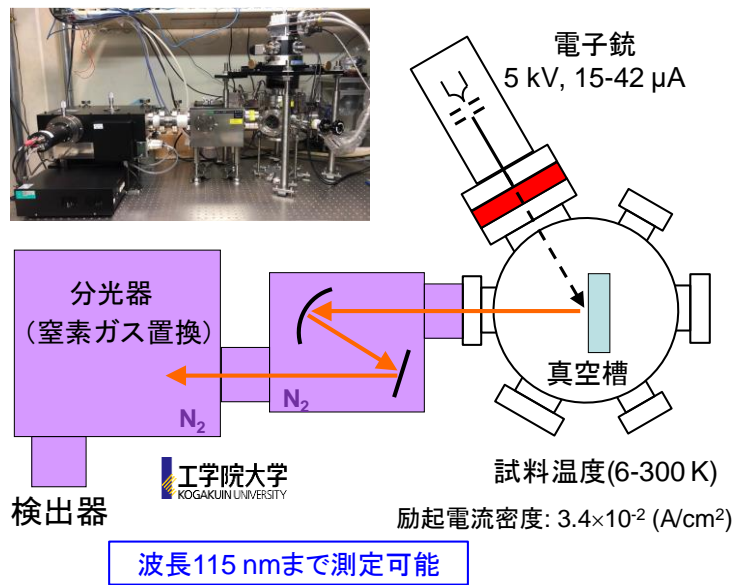 電子銃
5 kV, 15-42 μA
分光器
(窒素ガス置換)
N2
N2
真空槽
検出器
工学院大学
KOGAKUIN UNIVERSITY
試料温度(6-300 K)
励起電流密度: 3.4×10-2 (A/cm2)
波長115 nmまで測定可能